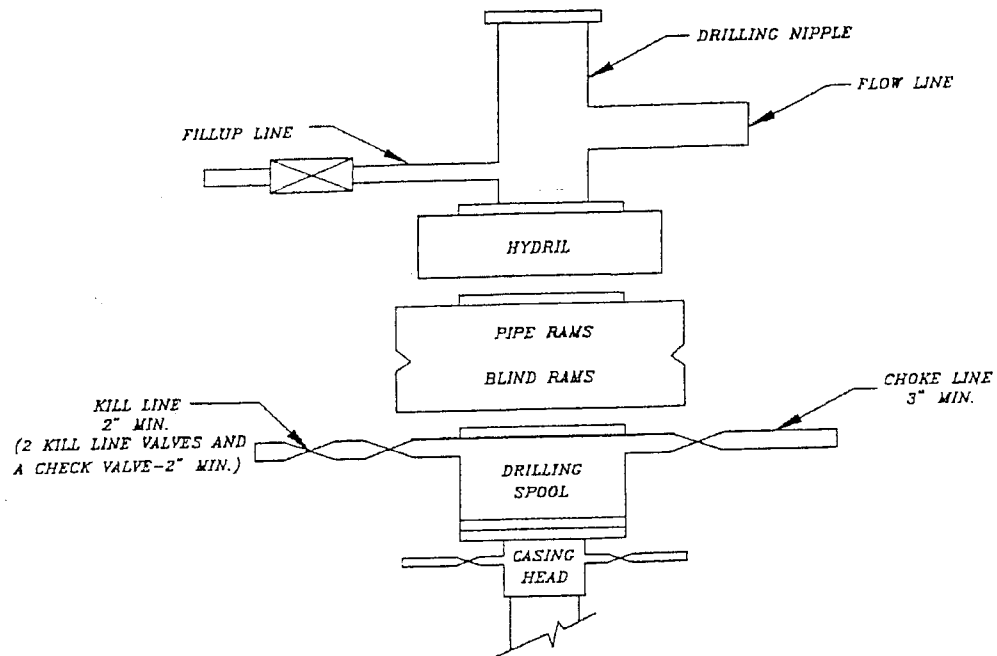 DRILLING NIPPLE
FLOW LINE
FILLUP LINE
HYDRIL
PIPE RAMS
BLIND RAMS
CHOKE LINE
3" MIN.
KILL LINE
2" MIN.
(2 KILL LINE VALVES AND
A CHECK VALVE-2" MIN.)
DRILLING
SPOOL
CASING
HEAD